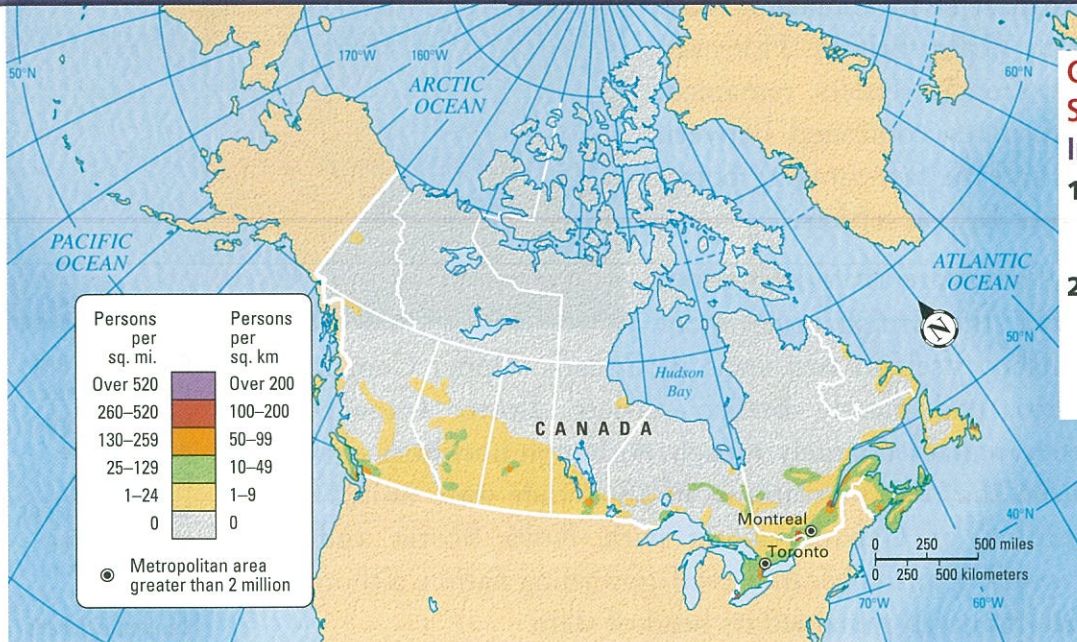 50°N
170°W
160°W
ARCTIC
OCEAN
60°N
PACIFIC
OCEAN
ATLANTIC
OCEAN
N
50°N
Hudson
Bay
CANADA
Montreal
Toronto
40°N
0 250 500 miles
0 250 500 kilometers
70°W
60°W
Persons per sq. mi.
Persons per sq. km
Over 520
Over 200
260–520
100–200
130–259
50–99
25–129
10–49
1–24
1–9
0
0
Metropolitan area
greater than 2 million
1
2